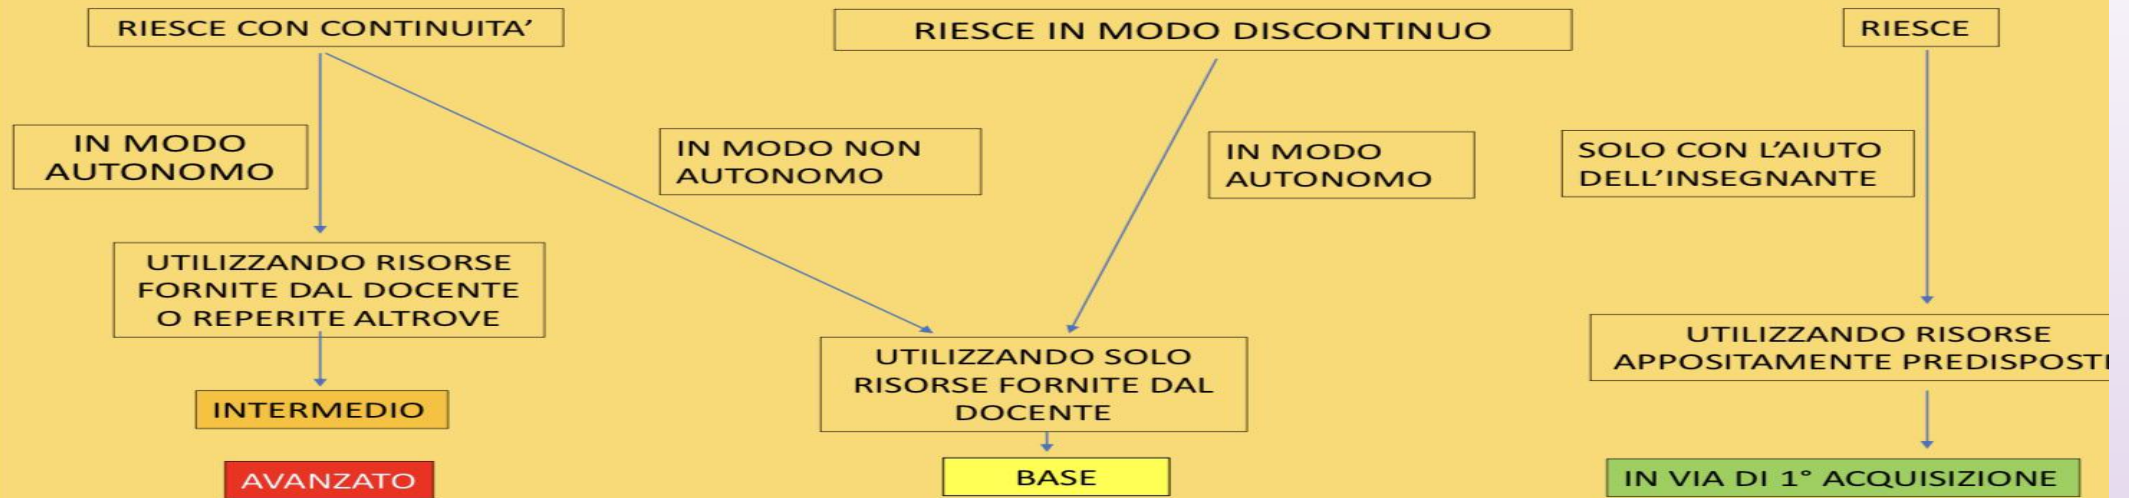 RIESCE CON CONTINUITA'
RIESCE IN MODO DISCONTINUO
RIESCE
IN MODO
AUTONOMO
IN MODO NON
AUTONOMO
IN MODO
AUTONOMO
SOLO CON L'AIUTO
DELL'INSEGNANTE
UTILIZZANDO RISORSE
FORNITE DAL DOCENTE
O REPERITE ALTROVE
UTILIZZANDO SOLO
RISORSE FORNITE DAL
DOCENTE
UTILIZZANDO RISORSE
APPOSITAMENTE PREDISPOSTE
INTERMEDIO
AVANZATO
BASE
IN VIA DI 1° ACQUISIZIONE